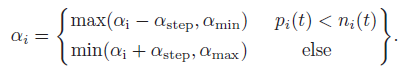 α_i = { max(α_i − α_step, α_min)   p_i(t) < n_i(t)
min(α_i + α_step, α_max)   else } .